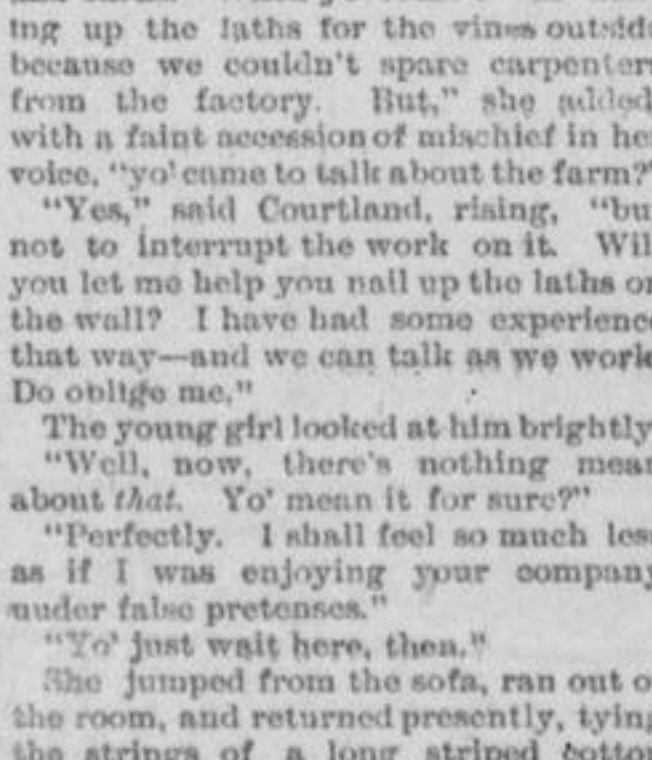 ing up the laths for the vines outside
because we couldn't spare carpenters
from the factory. But," she added,
with a faint accession of mischief in her
voice, "yo' came to talk about the farm?"
"Yes," said Courtland, rising, "but
not to interrupt the work on it. Will
you let me help you nail up the laths on
the wall? I have had some experience
that way—and we can talk as we work.
Do oblige me."
The young girl looked at him brightly.
"Well, now, there's nothing mean
about that. Yo' mean it for sure?"
"Perfectly. I shall feel so much less
as if I was enjoying your company
under false pretenses."
"Yo' just wait here, then."
She jumped from the sofa, ran out of
the room, and returned presently, tying
the strings of a long striped cotton